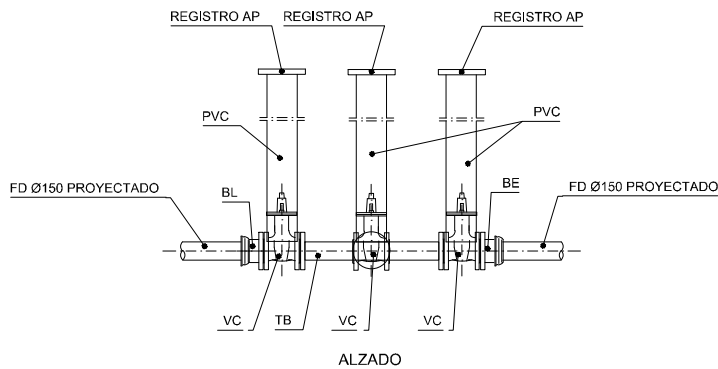 REGISTRO AP
REGISTRO AP
REGISTRO AP
PVC
PVC
FD Ø150 PROYECTADO
BL
BE
FD Ø150 PROYECTADO
VC
TB
VC
VC
ALZADO